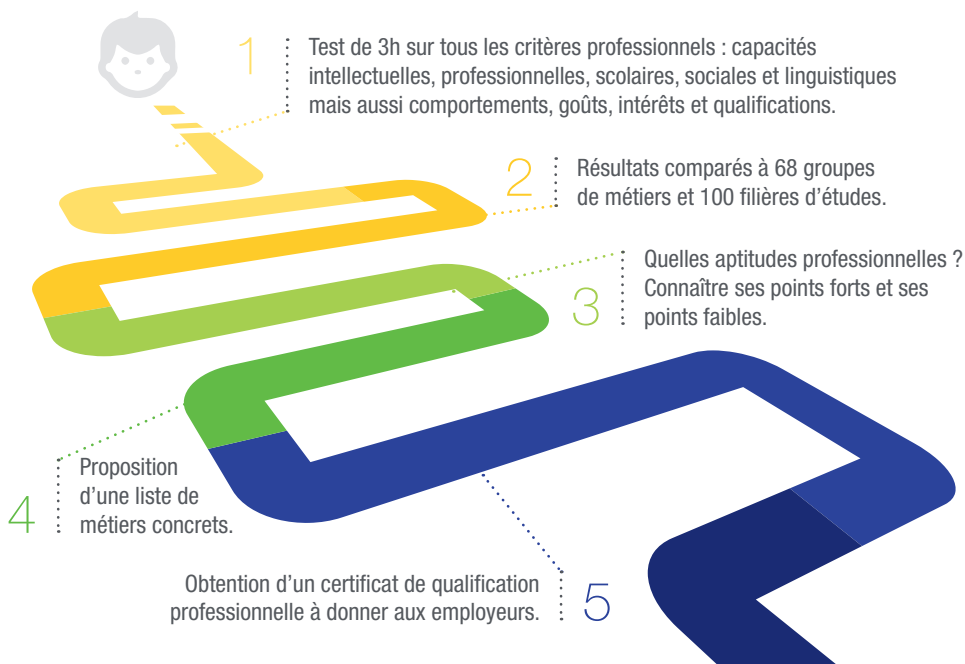 1
Test de 3h sur tous les critères professionnels : capacités
intellectuelles, professionnelles, scolaires, sociales et linguistiques
mais aussi comportements, goûts, intérêts et qualifications.
2
Résultats comparés à 68 groupes
de métiers et 100 filières d’études.
3
Quelles aptitudes professionnelles ?
Connaître ses points forts et ses
points faibles.
4
Proposition
d’une liste de
métiers concrets.
Obtention d’un certificat de qualification
professionnelle à donner aux employeurs.
5